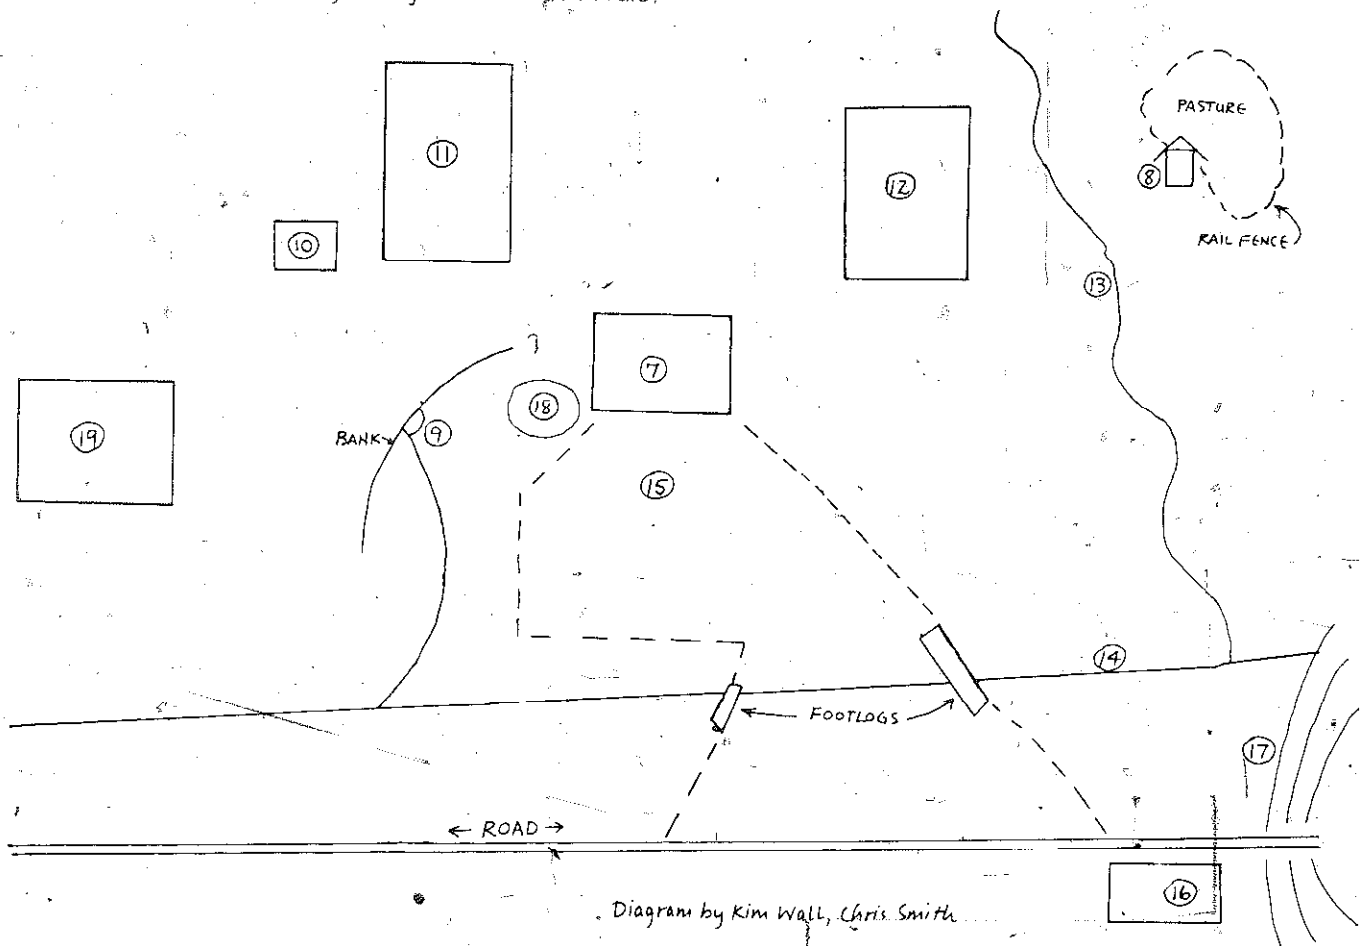 PASTURE
11
12
8
10
RAIL FENCE
13
7
18
BANK
9
19
15
14
FOOTLOGS
17
← ROAD →
16
Diagram by Kim Wall, Chris Smith